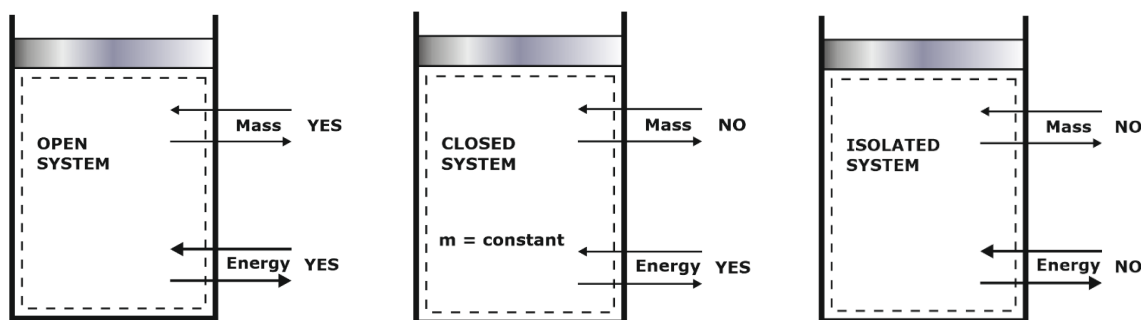 OPEN
SYSTEM
Mass YES
Energy YES
CLOSED
SYSTEM
m = constant
Mass NO
Energy YES
ISOLATED
SYSTEM
Mass NO
Energy NO